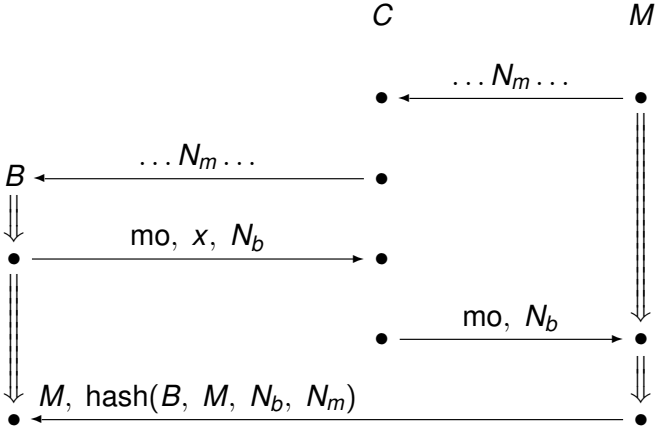 C M
... N_m ...
... N_m ...
B
mo, x, N_b
mo, N_b
M, hash(B, M, N_b, N_m)